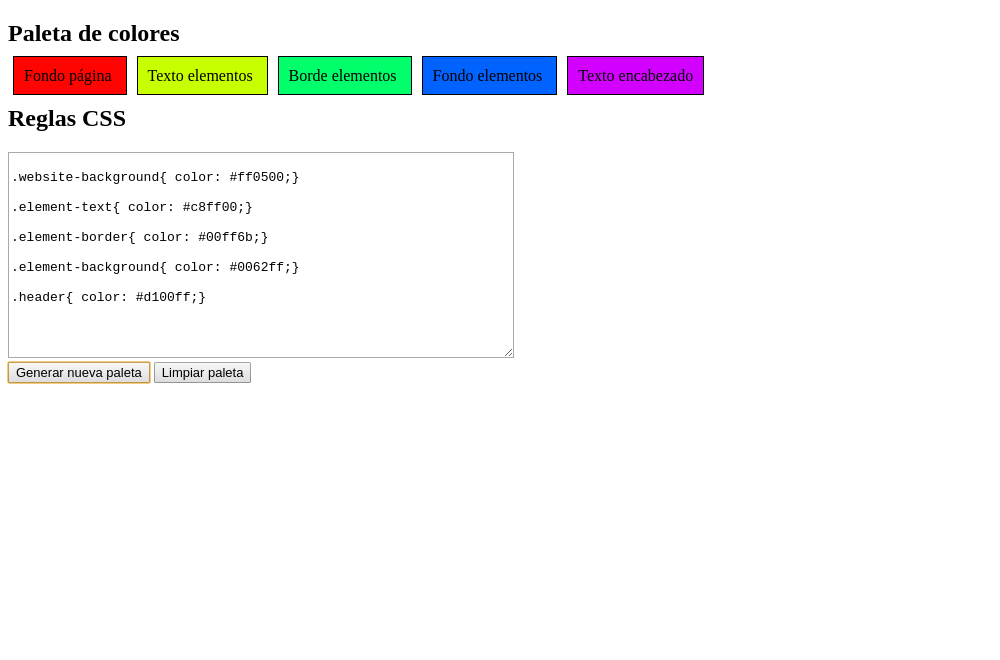 Paleta de colores
Fondo página Texto elementos Borde elementos Fondo elementos Texto encabezado
Reglas CSS
.website-background{ color: #ff0500;}
.element-text{ color: #c8ff00;}
.element-border{ color: #00ff6b;}
.element-background{ color: #0062ff;}
.header{ color: #d100ff;}
Generar nueva paleta Limpiar paleta